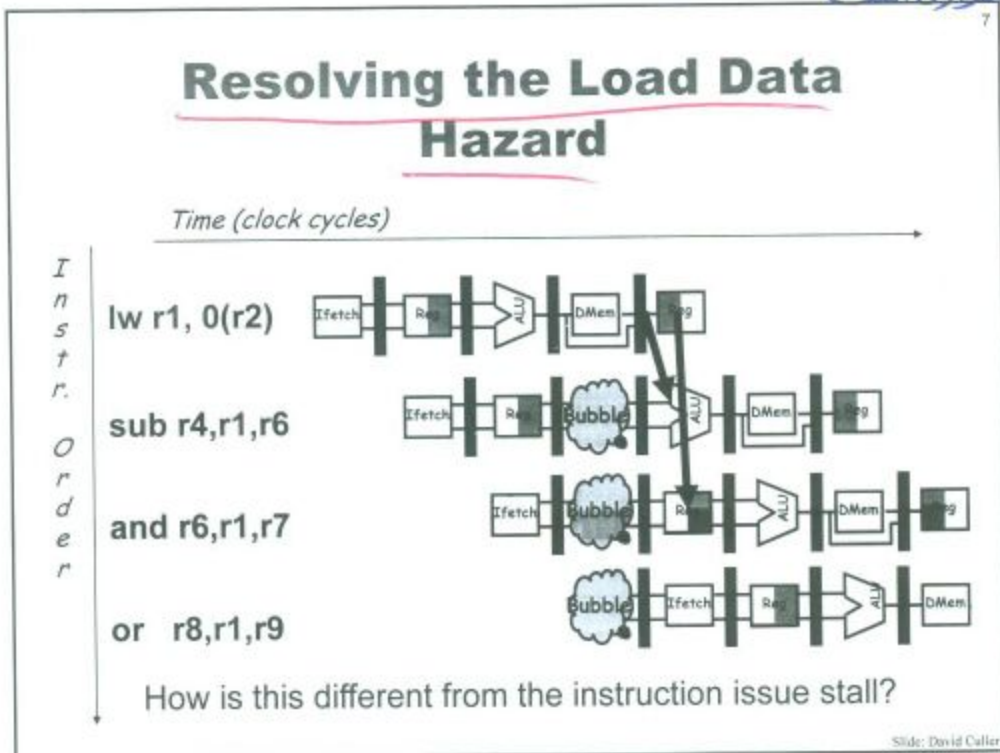 7
Resolving the Load Data
Hazard
Time (clock cycles)
Instr. Order
lw r1, 0(r2)
Ifetch Reg ALU DMem Reg
sub r4,r1,r6
Ifetch Reg Bubble ALU DMem Reg
and r6,r1,r7
Ifetch Bubble Reg ALU DMem Reg
or r8,r1,r9
Bubble Ifetch Reg ALU DMem
How is this different from the instruction issue stall?
Slide: David Culler